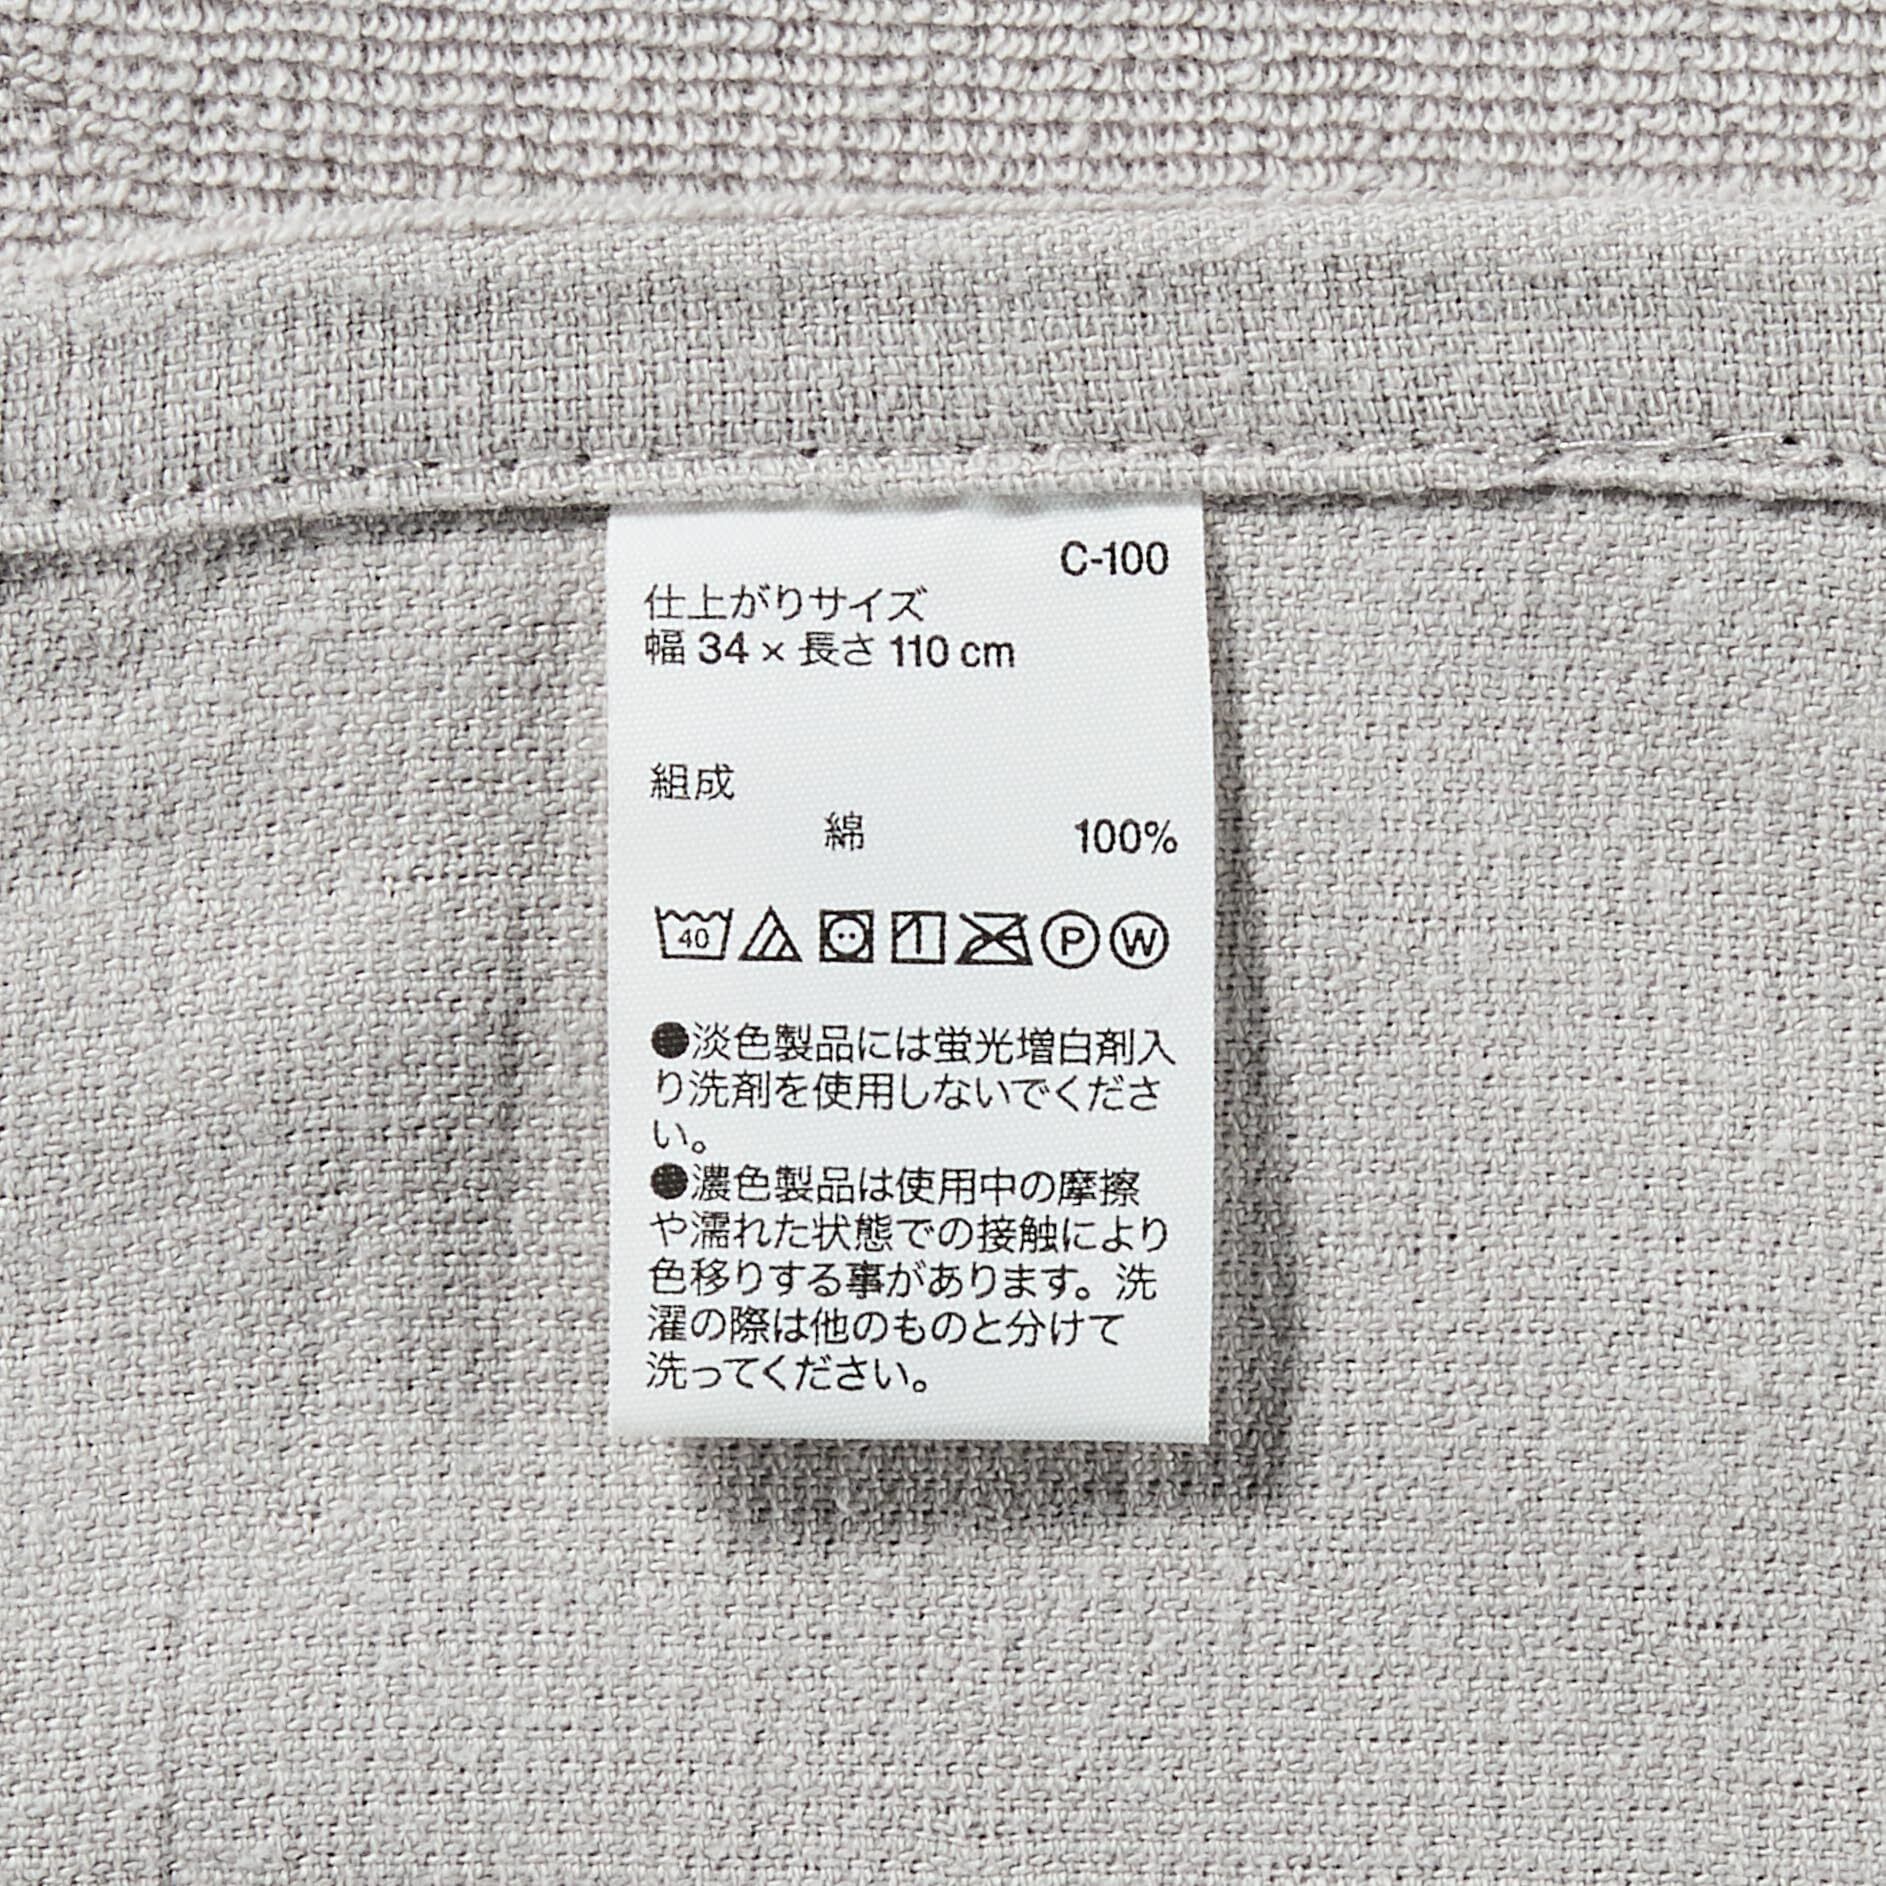 C-100
仕上がりサイズ
幅 34 × 長さ 110 cm
組成
綿 100%
40 P W
●淡色製品には蛍光増白剤入
り洗剤を使用しないでくださ
い。
●濃色製品は使用中の摩擦
や濡れた状態での接触により
色移りする事があります。洗
濯の際は他のものと分けて
洗ってください。